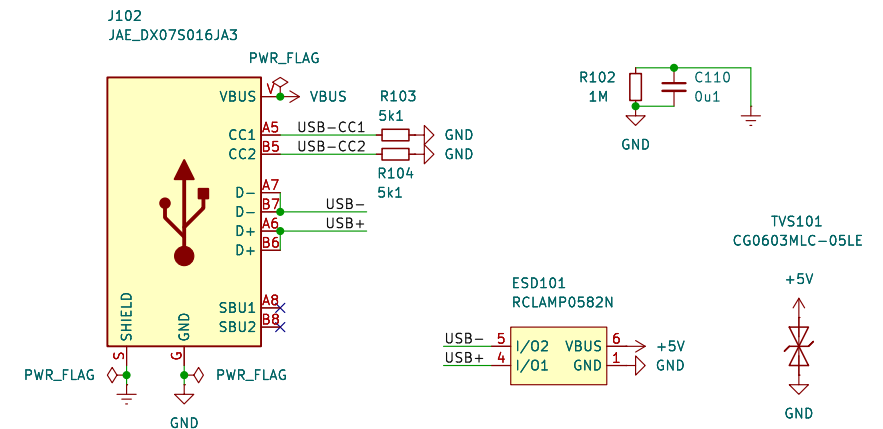 J102
JAE_DX07S016JA3
PWR_FLAG
VBUS
V
VBUS
CC1
A5
USB-CC1
R103
5k1
GND
CC2
B5
USB-CC2
GND
R104
5k1
D-
A7
D-
B7
USB-
D+
A6
USB+
D+
B6
SBU1
A8
SBU2
B8
SHIELD
GND
S
G
PWR_FLAG
PWR_FLAG
GND
R102
1M
C110
0u1
GND
ESD101
RCLAMP0582N
USB-
5
I/O2
VBUS
6
+5V
USB+
4
I/O1
GND
1
GND
TVS101
CG0603MLC-05LE
+5V
GND